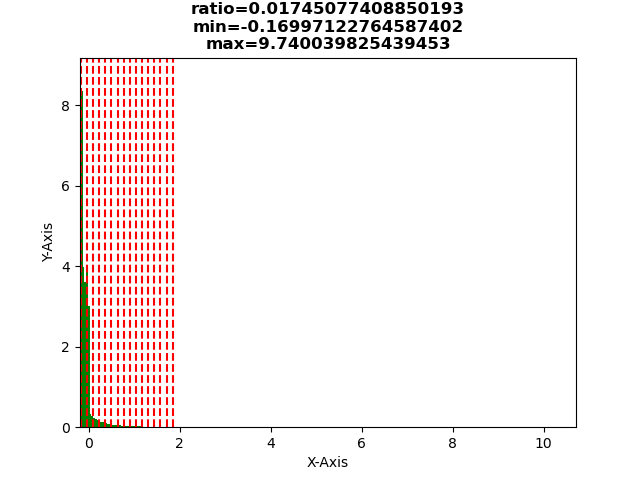 ratio=0.01745077408850193
min=-0.16997122764587402
max=9.740039825439453
8
6
4
2
0
Y-Axis
0 2 4 6 8 10
X-Axis